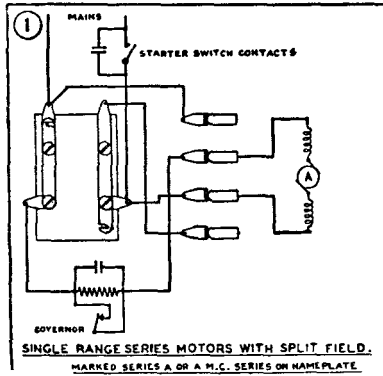 1
MAINS
STARTER SWITCH CONTACTS
A
GOVERNOR
SINGLE RANGE SERIES MOTORS WITH SPLIT FIELD.
MARKED SERIES A OR A M.C. SERIES ON NAMEPLATE